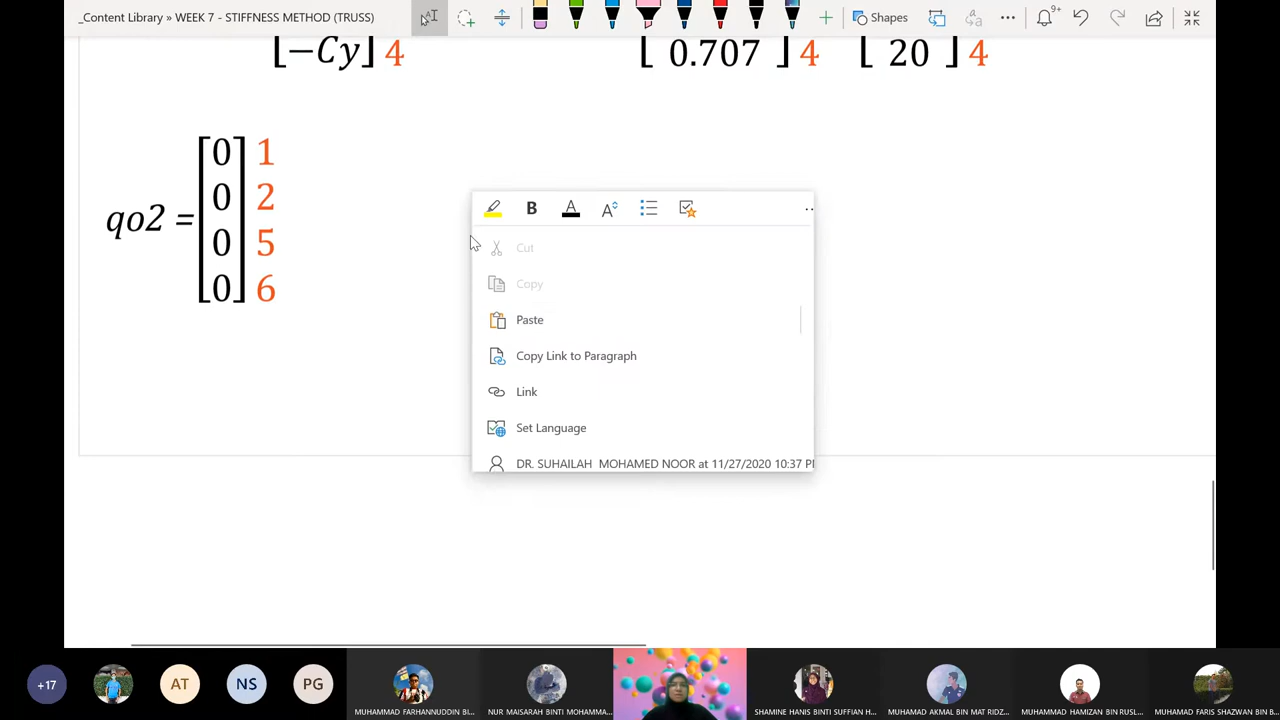 _Content Library » WEEK 7 - STIFFNESS METHOD (TRUSS)
Shapes
9+
[−Cy] 4
[ 0.707 ] 4
[ 20 ] 4
qo2 =
[0] 1
[0] 2
[0] 5
[0] 6
B
A
A
Cut
Copy
Paste
Copy Link to Paragraph
Link
Set Language
DR. SUHAILAH MOHAMED NOOR at 11/27/2020 10:37 P
+17
AT
NS
PG
MUHAMMAD FARHANNUDDIN BI...
NUR MAISARAH BINTI MOHAMMA...
SHAMINE HANIS BINTI SUFFIAN H...
MUHAMAD AKMAL BIN MAT RIDZ...
MUHAMMAD HAMIZAN BIN RUSL...
MUHAMAD FARIS SHAZWAN BIN B...